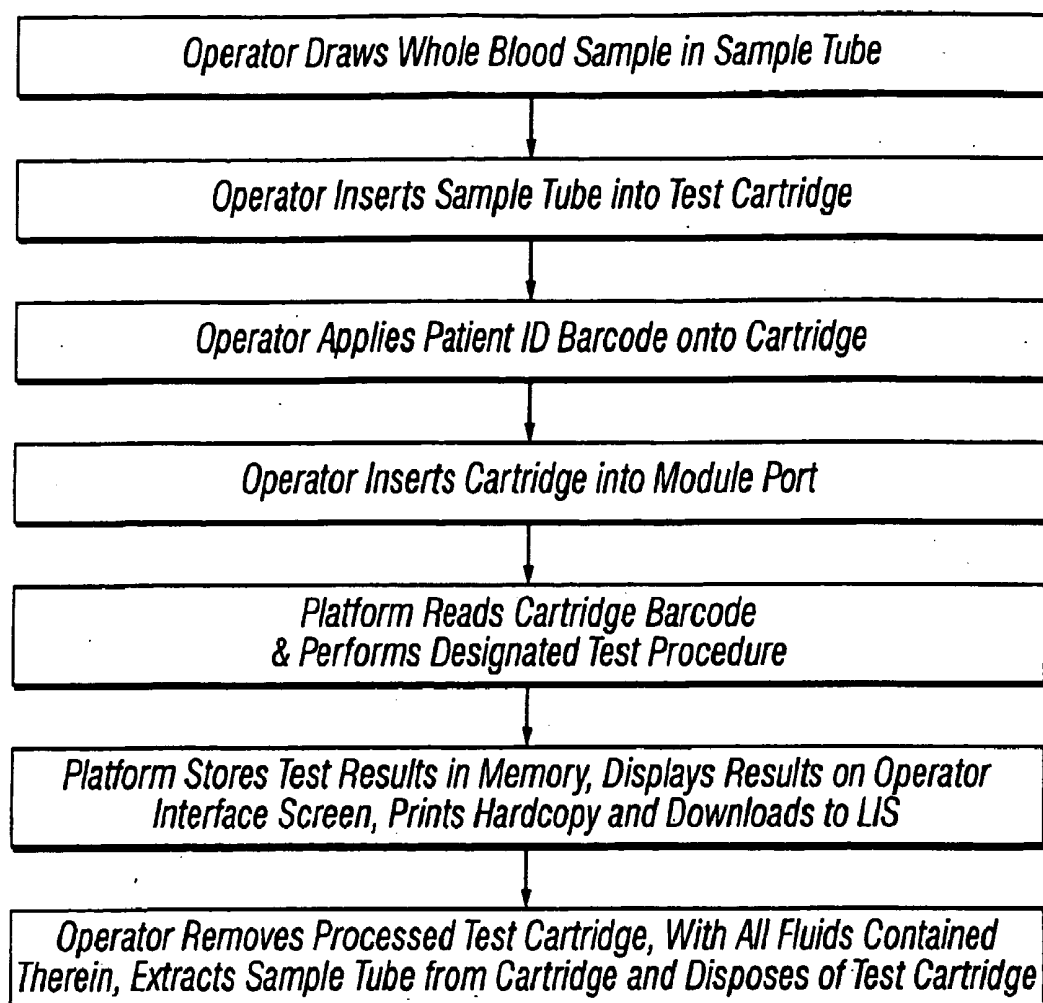 Operator Draws Whole Blood Sample in Sample Tube
Operator Inserts Sample Tube into Test Cartridge
Operator Applies Patient ID Barcode onto Cartridge
Operator Inserts Cartridge into Module Port
Platform Reads Cartridge Barcode
& Performs Designated Test Procedure
Platform Stores Test Results in Memory, Displays Results on Operator
Interface Screen, Prints Hardcopy and Downloads to LIS
Operator Removes Processed Test Cartridge, With All Fluids Contained
Therein, Extracts Sample Tube from Cartridge and Disposes of Test Cartridge